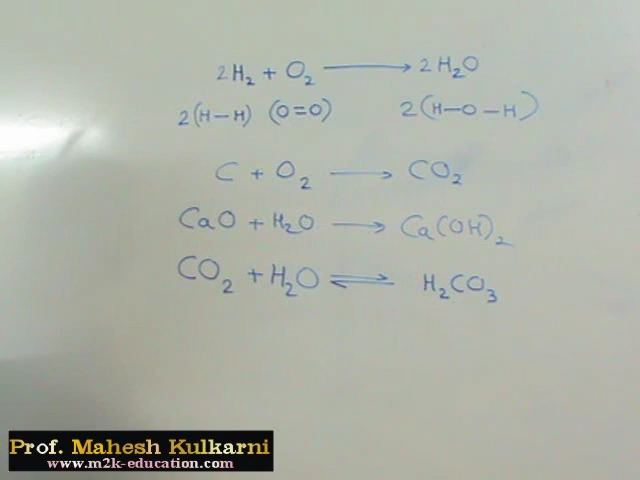 2H₂ + O₂ ⟶ 2H₂O
2(H–H) (O=O) 2(H–O–H)
C + O₂ ⟶ CO₂
CaO + H₂O ⟶ Ca(OH)₂
CO₂ + H₂O ⇌ H₂CO₃
Prof. Mahesh Kulkarni
www.m2k-education.com